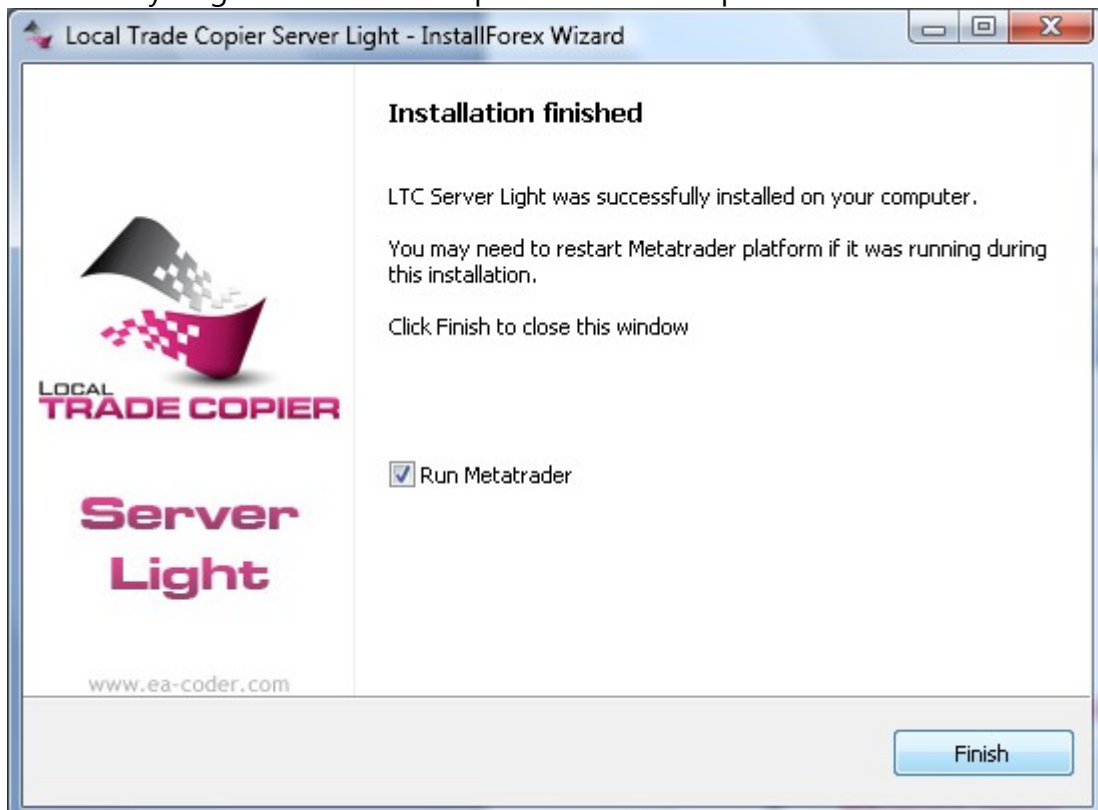 Local Trade Copier Server Light - InstallForex Wizard
Installation finished
LTC Server Light was successfully installed on your computer.
You may need to restart Metatrader platform if it was running during
this installation.
Click Finish to close this window
LOCAL
TRADE COPIER
Run Metatrader
Server
Light
www.ea-coder.com
Finish